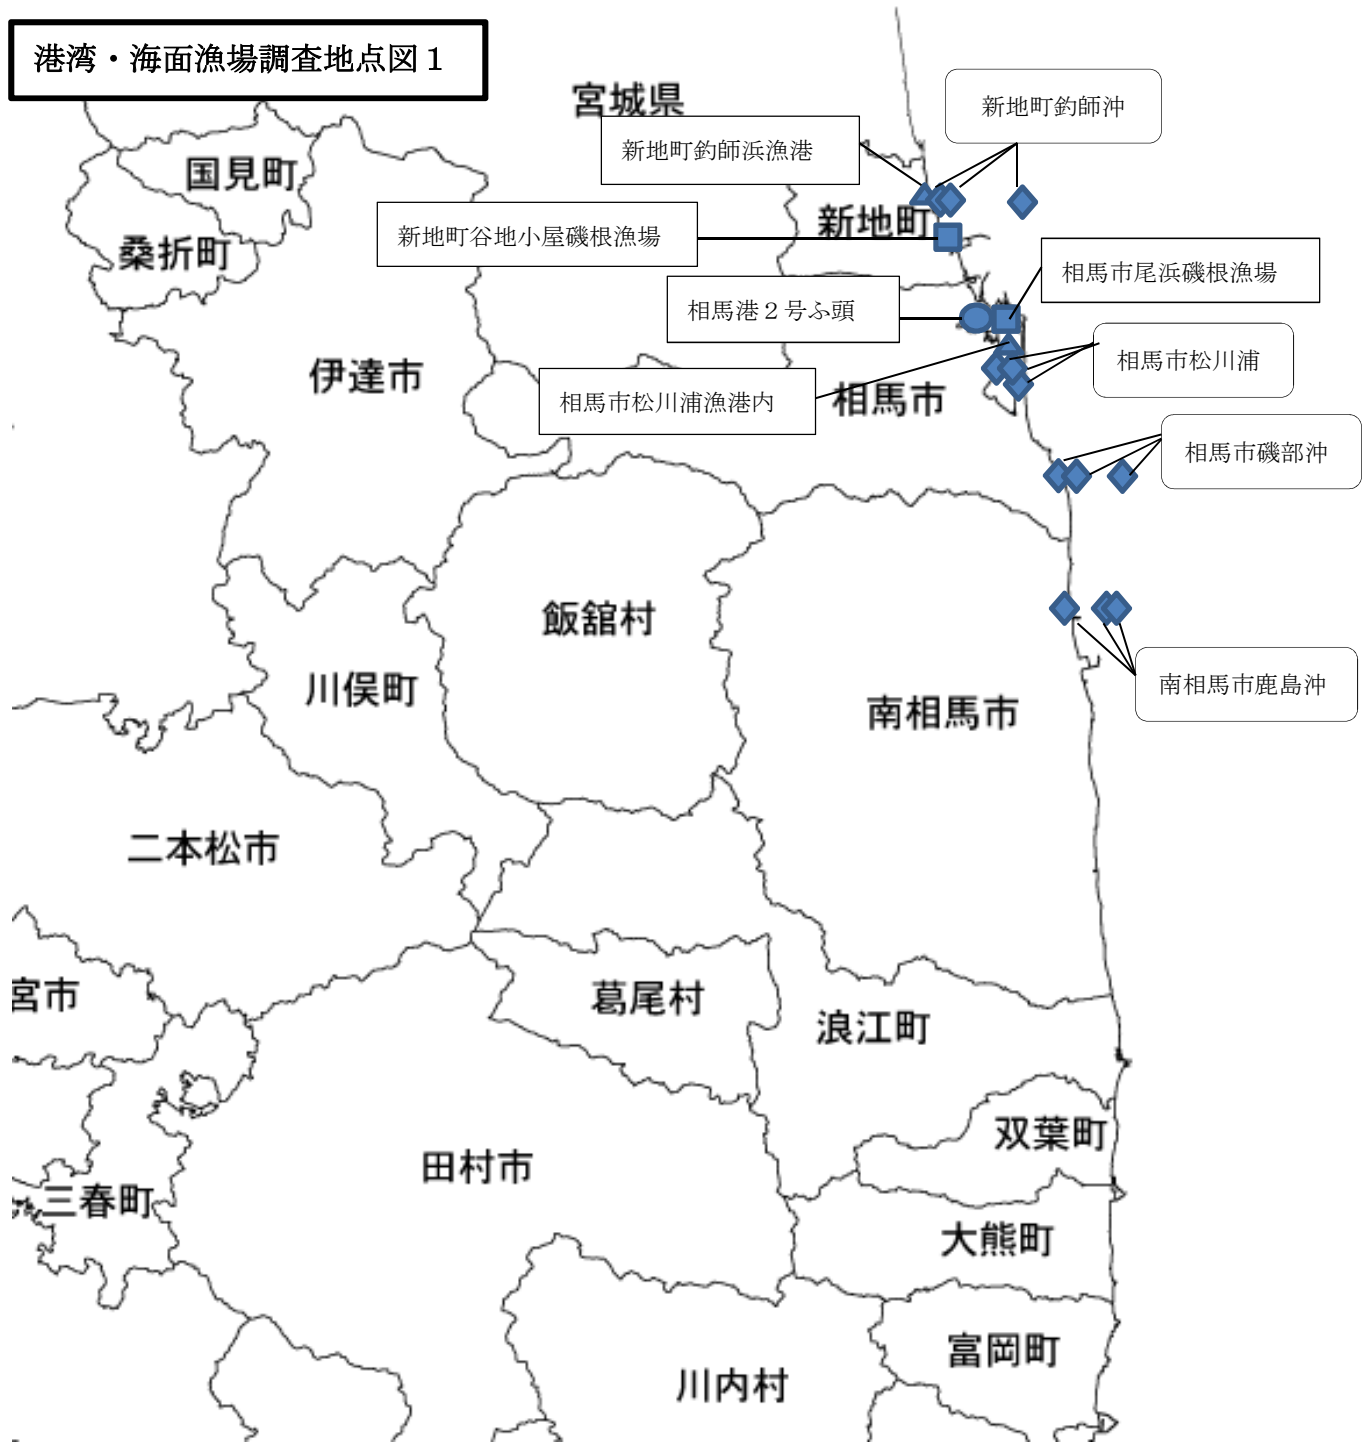 港湾・海面漁場調査地点図１
宮城県
新地町釣師沖
新地町釣師浜漁港
国見町
新地町
新地町谷地小屋磯根漁場
桑折町
相馬市尾浜磯根漁場
相馬港２号ふ頭
伊達市
相馬市松川浦
相馬市松川浦漁港内
相馬市
相馬市磯部沖
飯舘村
川俣町
南相馬市鹿島沖
南相馬市
二本松市
宮市
葛尾村
浪江町
双葉町
田村市
三春町
大熊町
富岡町
川内村